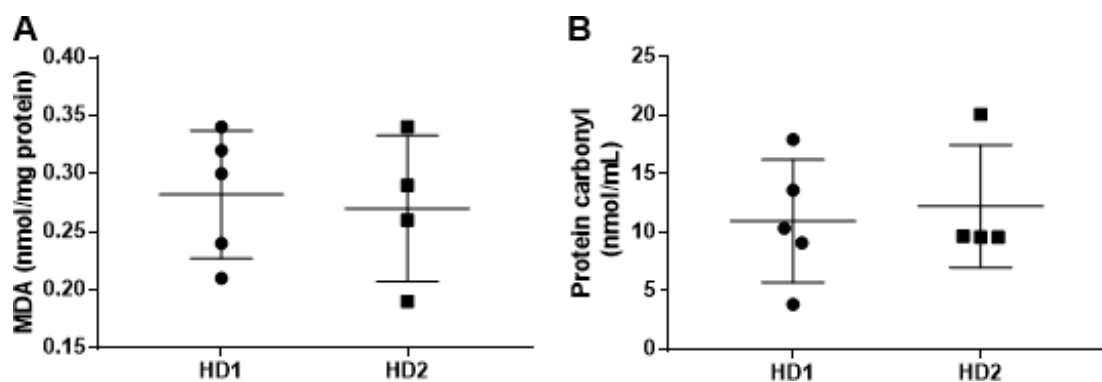 A
MDA (nmol/mg protein)
0.40
0.35
0.30
0.25
0.20
0.15
HD1 HD2
B
Protein carbonyl
(nmol/mL)
25
20
15
10
5
0
HD1 HD2